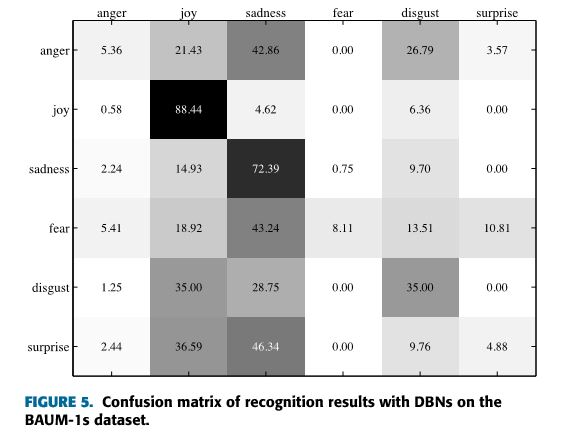 anger joy sadness fear disgust surprise
anger 5.36 21.43 42.86 0.00 26.79 3.57
joy 0.58 88.44 4.62 0.00 6.36 0.00
sadness 2.24 14.93 72.39 0.75 9.70 0.00
fear 5.41 18.92 43.24 8.11 13.51 10.81
disgust 1.25 35.00 28.75 0.00 35.00 0.00
surprise 2.44 36.59 46.34 0.00 9.76 4.88
FIGURE 5. Confusion matrix of recognition results with DBNs on the
BAUM-1s dataset.